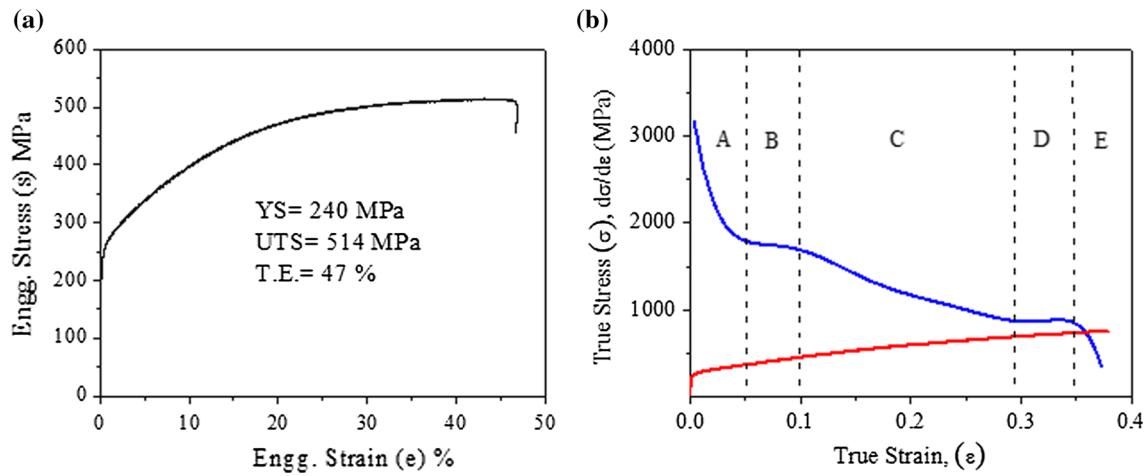 (a)
600
500
400
300
200
100
0
Engg. Stress (s) MPa
YS= 240 MPa
UTS= 514 MPa
T.E.= 47 %
0 10 20 30 40 50
Engg. Strain (e) %
(b)
4000
3000
2000
1000
True Stress (σ), dσ/dε (MPa)
A B C D E
0.0 0.1 0.2 0.3 0.4
True Strain, (ε)